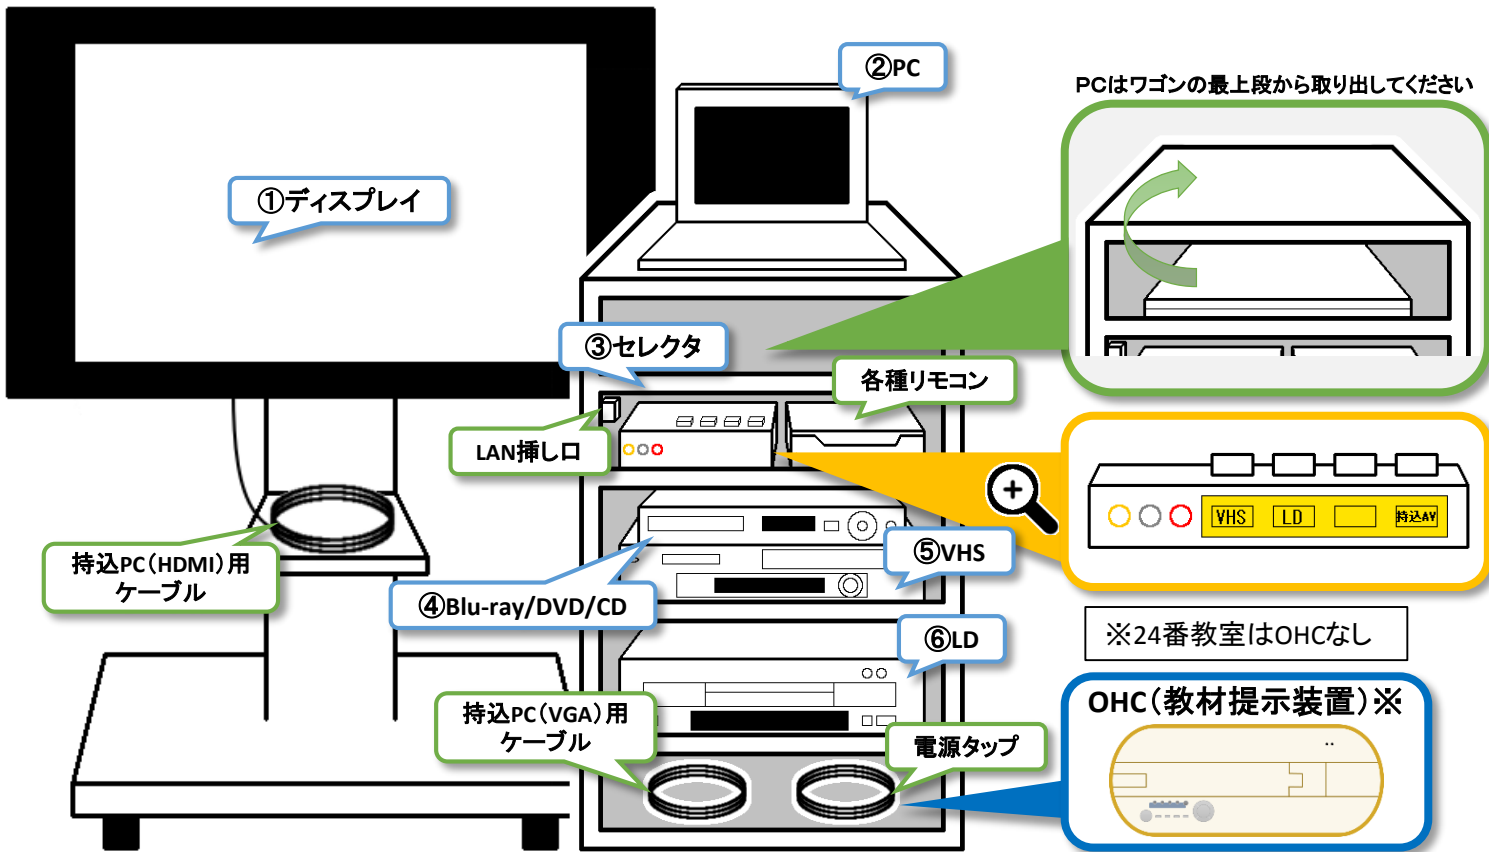 ②PC
PCはワゴンの最上段から取り出してください
①ディスプレイ
③セレクタ
各種リモコン
LAN挿し口
VHS LD 持込AV
持込PC(HDMI)用
ケーブル
⑤VHS
④Blu-ray/DVD/CD
⑥LD
※24番教室はOHCなし
持込PC(VGA)用
ケーブル
電源タップ
OHC(教材提示装置)※